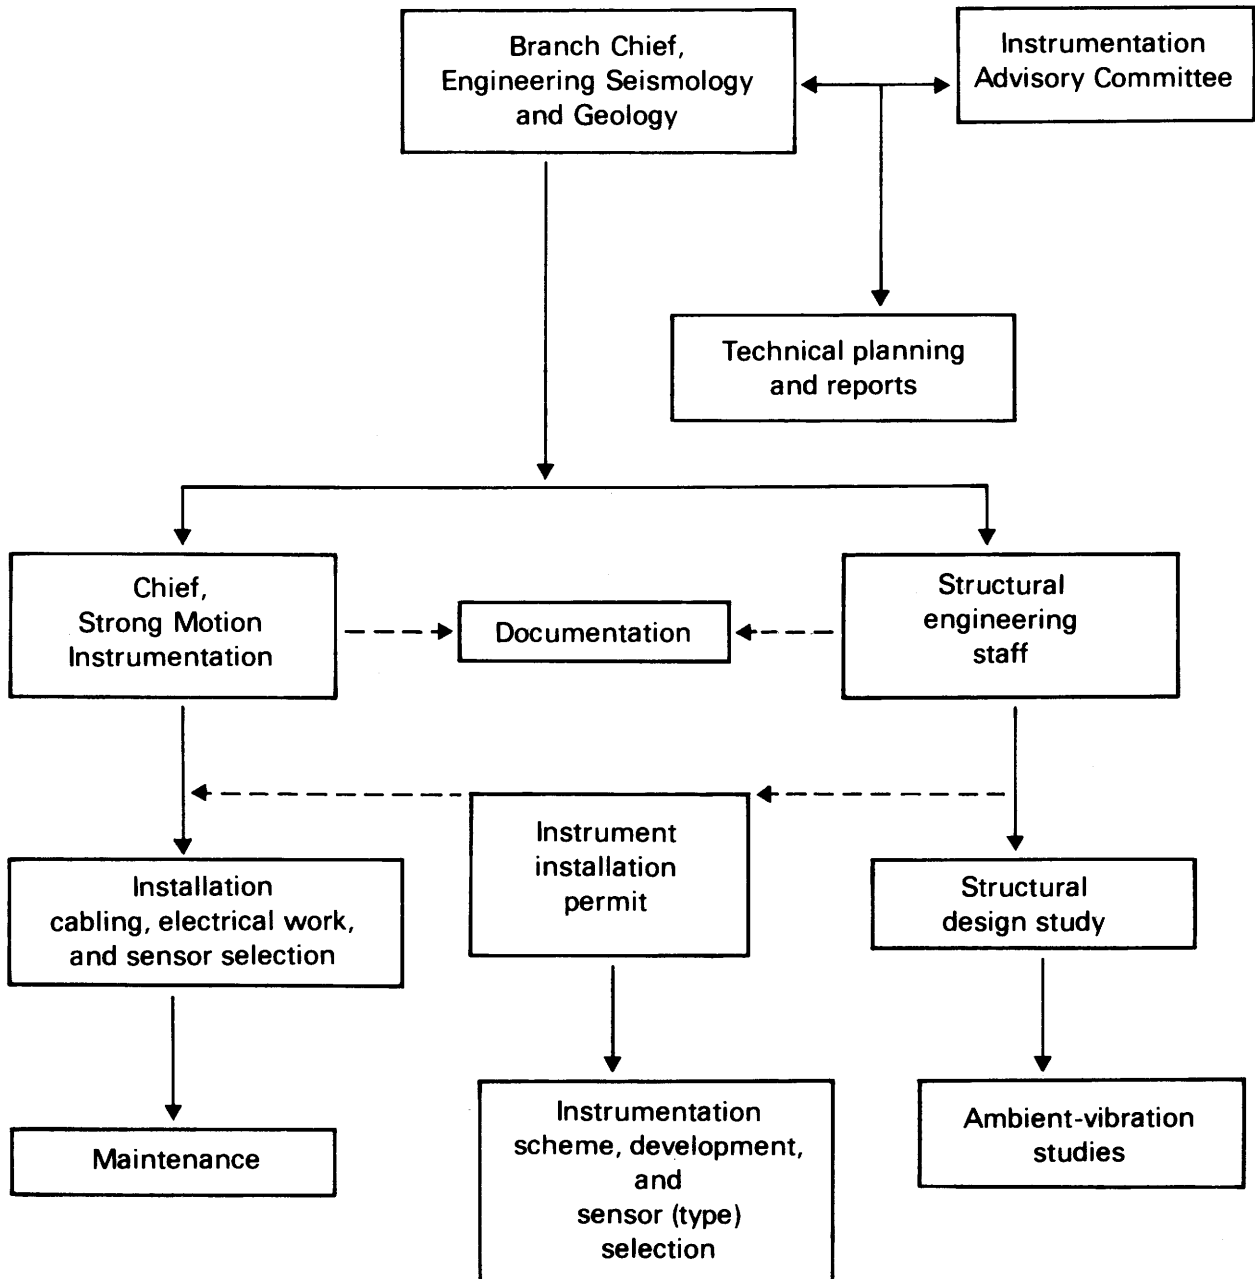 Branch Chief,
Engineering Seismology
and Geology
Instrumentation
Advisory Committee
Technical planning
and reports
Chief,
Strong Motion
Instrumentation
Documentation
Structural
engineering
staff
Installation
cabling, electrical work,
and sensor selection
Instrument
installation
permit
Structural
design study
Maintenance
Instrumentation
scheme, development,
and
sensor (type)
selection
Ambient-vibration
studies